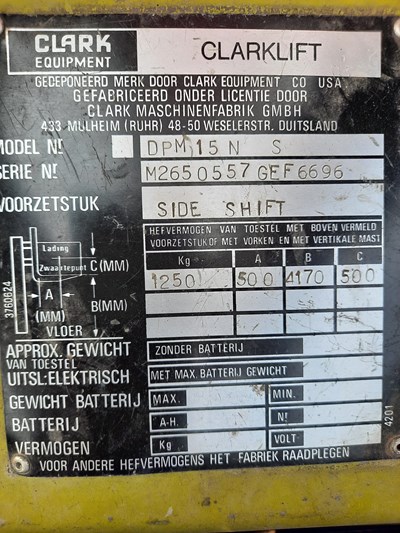 CLARK EQUIPMENT CLARKLIFT
GEDEPONEERD MERK DOOR CLARK EQUIPMENT CO USA
GEFABRICEERD ONDER LICENTIE DOOR
CLARK MASCHINENFABRIK GMBH
433 MULHEIM (RUHR) 48-50 WESELERSTR. DUITSLAND
MODEL Nr. DPM 15 N S
SERIE Nr. M265 0557 GEF 6696
VOORZETSTUK SIDE SHIFT
HEFVERMOGEN VAN TOESTEL MET BOVEN VERMELD
VOORZETSTUK OF MET VORKEN EN MET VERTIKALE MAST
Kg A B C
1250 500 4170 500
Lading
Zwaartepunt
C (MM)
A
(MM)
B(MM)
VLOER
3760624
APPROX. GEWICHT ZONDER BATTERIJ
VAN TOESTEL
UITSL-ELEKTRISCH MET MAX. BATTERIJ GEWICHT
GEWICHT BATTERIJ MAX. MIN.
BATTERIJ A-H. Nr.
VERMOGEN Kg VOLT
4201
VOOR ANDERE HEFVERMOGENS HET FABRIEK RAADPLEGEN